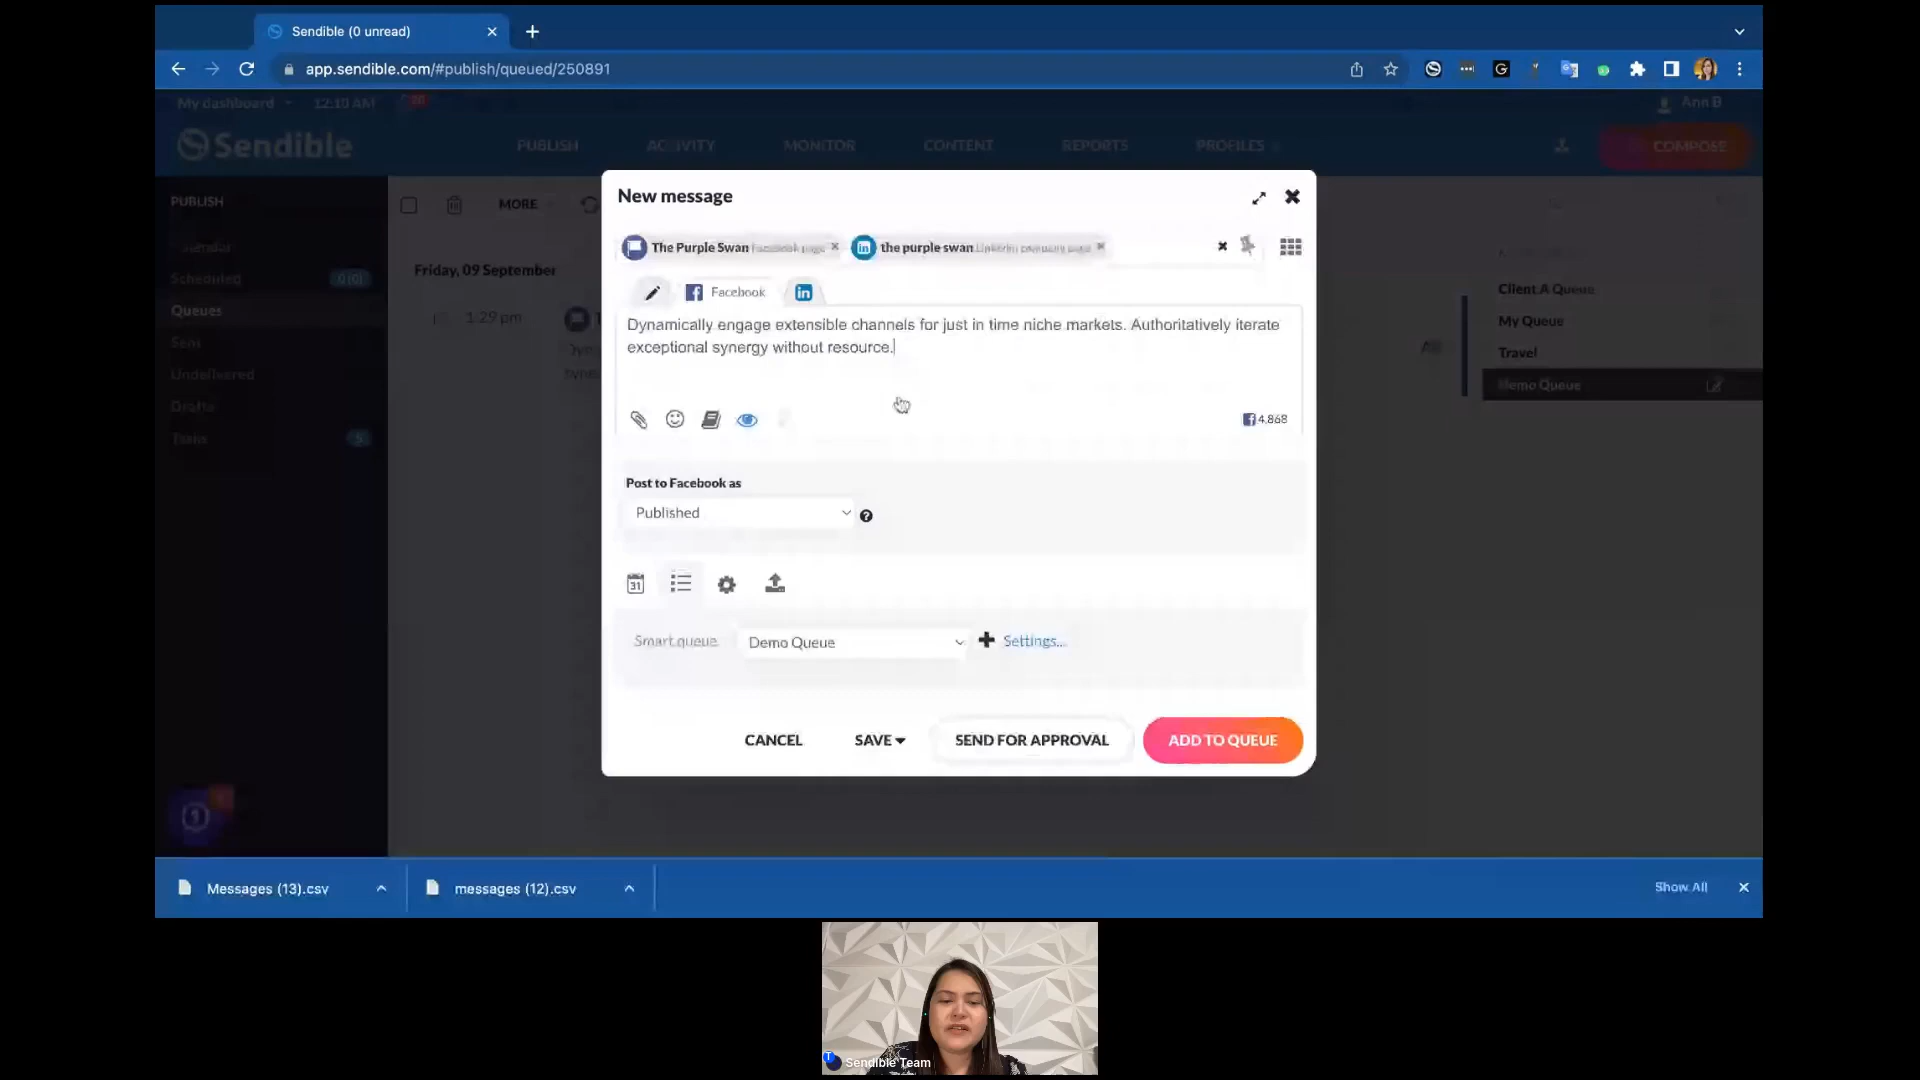 Sendible (0 unread)
app.sendible.com/#publish/queued/250891
My dashboard 12:10 AM
Ann B
Sendible
PUBLISH ACTIVITY MONITOR CONTENT REPORTS PROFILES COMPOSE
PUBLISH
Calendar
Scheduled
Queues
Sent
Undelivered
Drafts
Tasks 5
MORE
Friday, 09 September
1:29 pm
New message
The Purple Swan Facebook page
the purple swan LinkedIn company page
Facebook
Dynamically engage extensible channels for just in time niche markets. Authoritatively iterate
exceptional synergy without resource.
4,868
Post to Facebook as
Published
Smart queue Demo Queue Settings...
CANCEL SAVE SEND FOR APPROVAL ADD TO QUEUE
Client A Queue
My Queue
Travel
Demo Queue
Messages (13).csv
messages (12).csv
Show All
Sendible Team